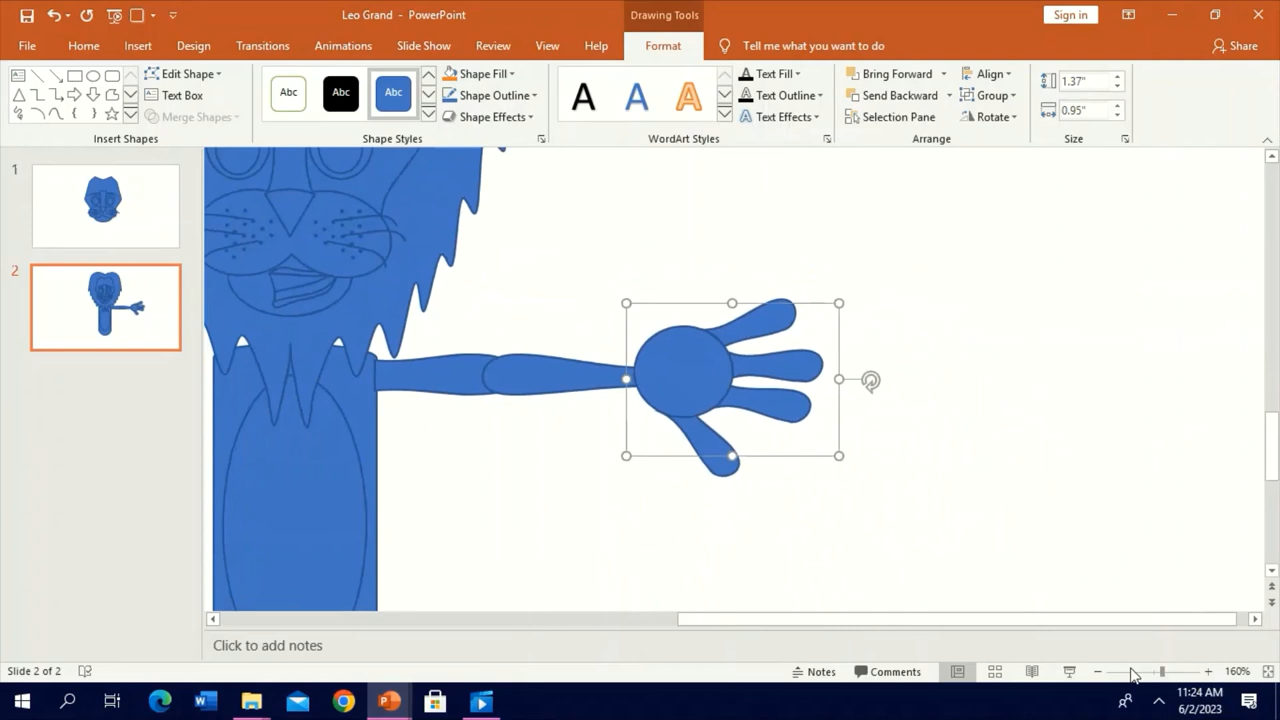 Leo Grand - PowerPoint
Drawing Tools
Sign in
File
Home
Insert
Design
Transitions
Animations
Slide Show
Review
View
Help
Format
Tell me what you want to do
Share
Edit Shape
Text Box
Merge Shapes
Insert Shapes
Abc
Abc
Abc
Shape Fill
Shape Outline
Shape Effects
Shape Styles
A
A
A
Text Fill
Text Outline
Text Effects
WordArt Styles
Bring Forward
Send Backward
Selection Pane
Align
Group
Rotate
Arrange
1.37"
0.95"
Size
1
2
Click to add notes
Slide 2 of 2
Notes
Comments
160%
11:24 AM
6/2/2023